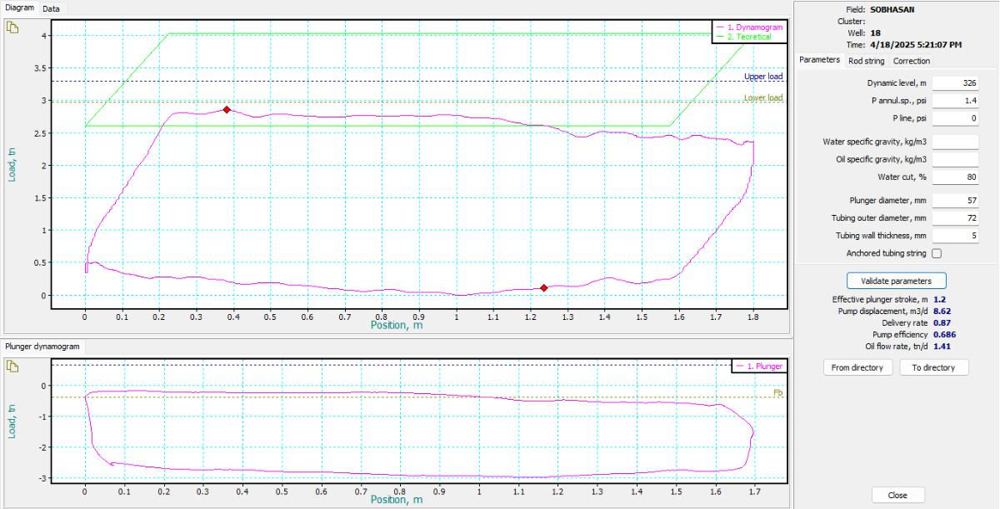 Diagram Data
1. Dynamogram
2. Teoretical
Upper load
Lower load
Load, tn
4
3.5
3
2.5
2
1.5
1
0.5
0
0 0.1 0.2 0.3 0.4 0.5 0.6 0.7 0.8 0.9 1 1.1 1.2 1.3 1.4 1.5 1.6 1.7 1.8
Position, m
Plunger dynamogram
1. Plunger
Fb
Load, tn
0
-1
-2
-3
0 0.1 0.2 0.3 0.4 0.5 0.6 0.7 0.8 0.9 1 1.1 1.2 1.3 1.4 1.5 1.6 1.7
Position, m
Field: SOBHASAN
Cluster:
Well: 18
Time: 4/18/2025 5:21:07 PM
Parameters Rod string Correction
Dynamic level, m 326
P annul.sp., psi 1.4
P line, psi 0
Water specific gravity, kg/m3
Oil specific gravity, kg/m3
Water cut, % 80
Plunger diameter, mm 57
Tubing outer diameter, mm 72
Tubing wall thickness, mm 5
Anchored tubing string
Validate parameters
Effective plunger stroke, m 1.2
Pump displacement, m3/d 8.62
Delivery rate 0.87
Pump efficiency 0.686
Oil flow rate, tn/d 1.41
From directory To directory
Close